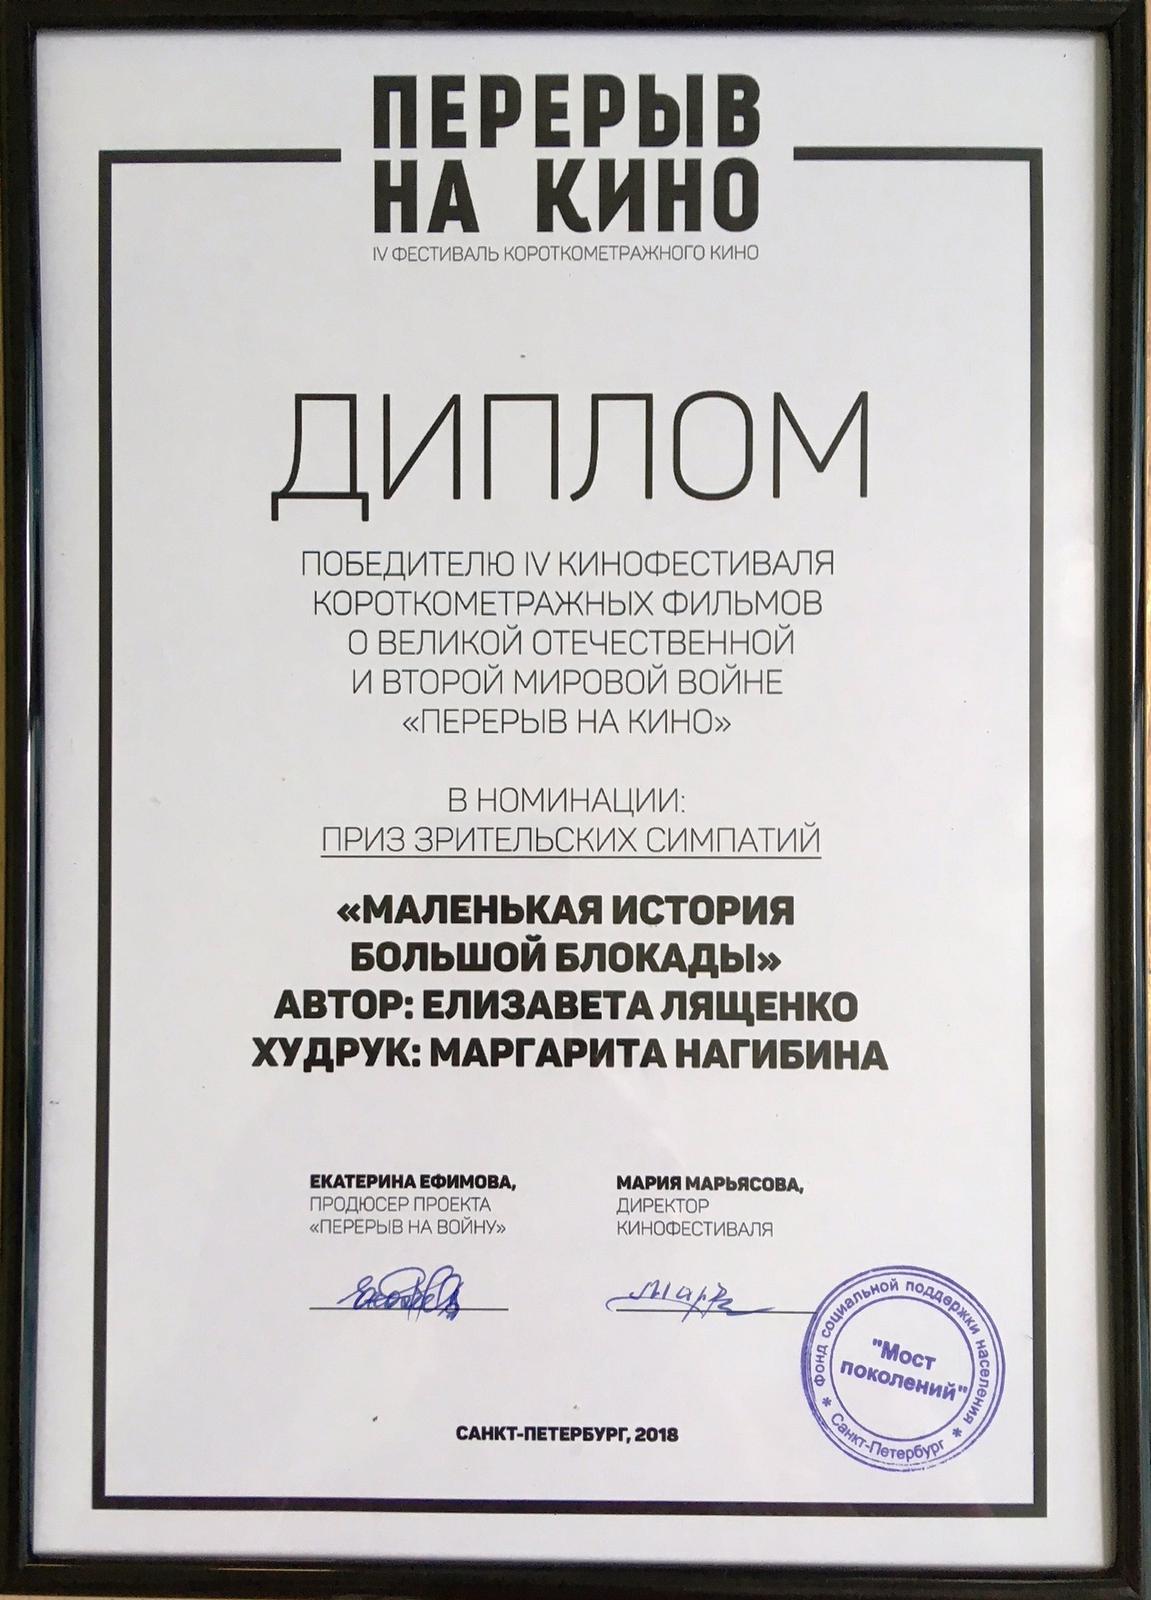 ПЕРЕРЫВ
НА КИНО
IV ФЕСТИВАЛЬ КОРОТКОМЕТРАЖНОГО КИНО
ДИПЛОМ
ПОБЕДИТЕЛЮ IV КИНОФЕСТИВАЛЯ
КОРОТКОМЕТРАЖНЫХ ФИЛЬМОВ
О ВЕЛИКОЙ ОТЕЧЕСТВЕННОЙ
И ВТОРОЙ МИРОВОЙ ВОЙНЕ
«ПЕРЕРЫВ НА КИНО»
В НОМИНАЦИИ:
ПРИЗ ЗРИТЕЛЬСКИХ СИМПАТИЙ
«МАЛЕНЬКАЯ ИСТОРИЯ
БОЛЬШОЙ БЛОКАДЫ»
АВТОР: ЕЛИЗАВЕТА ЛЯЩЕНКО
ХУДРУК: МАРГАРИТА НАГИБИНА
ЕКАТЕРИНА ЕФИМОВА,
ПРОДЮСЕР ПРОЕКТА
«ПЕРЕРЫВ НА ВОЙНУ»
МАРИЯ МАРЬЯСОВА,
ДИРЕКТОР
КИНОФЕСТИВАЛЯ
Фонд социальной поддержки населения
"Мост
поколений"
* Санкт-Петербург *
САНКТ-ПЕТЕРБУРГ, 2018